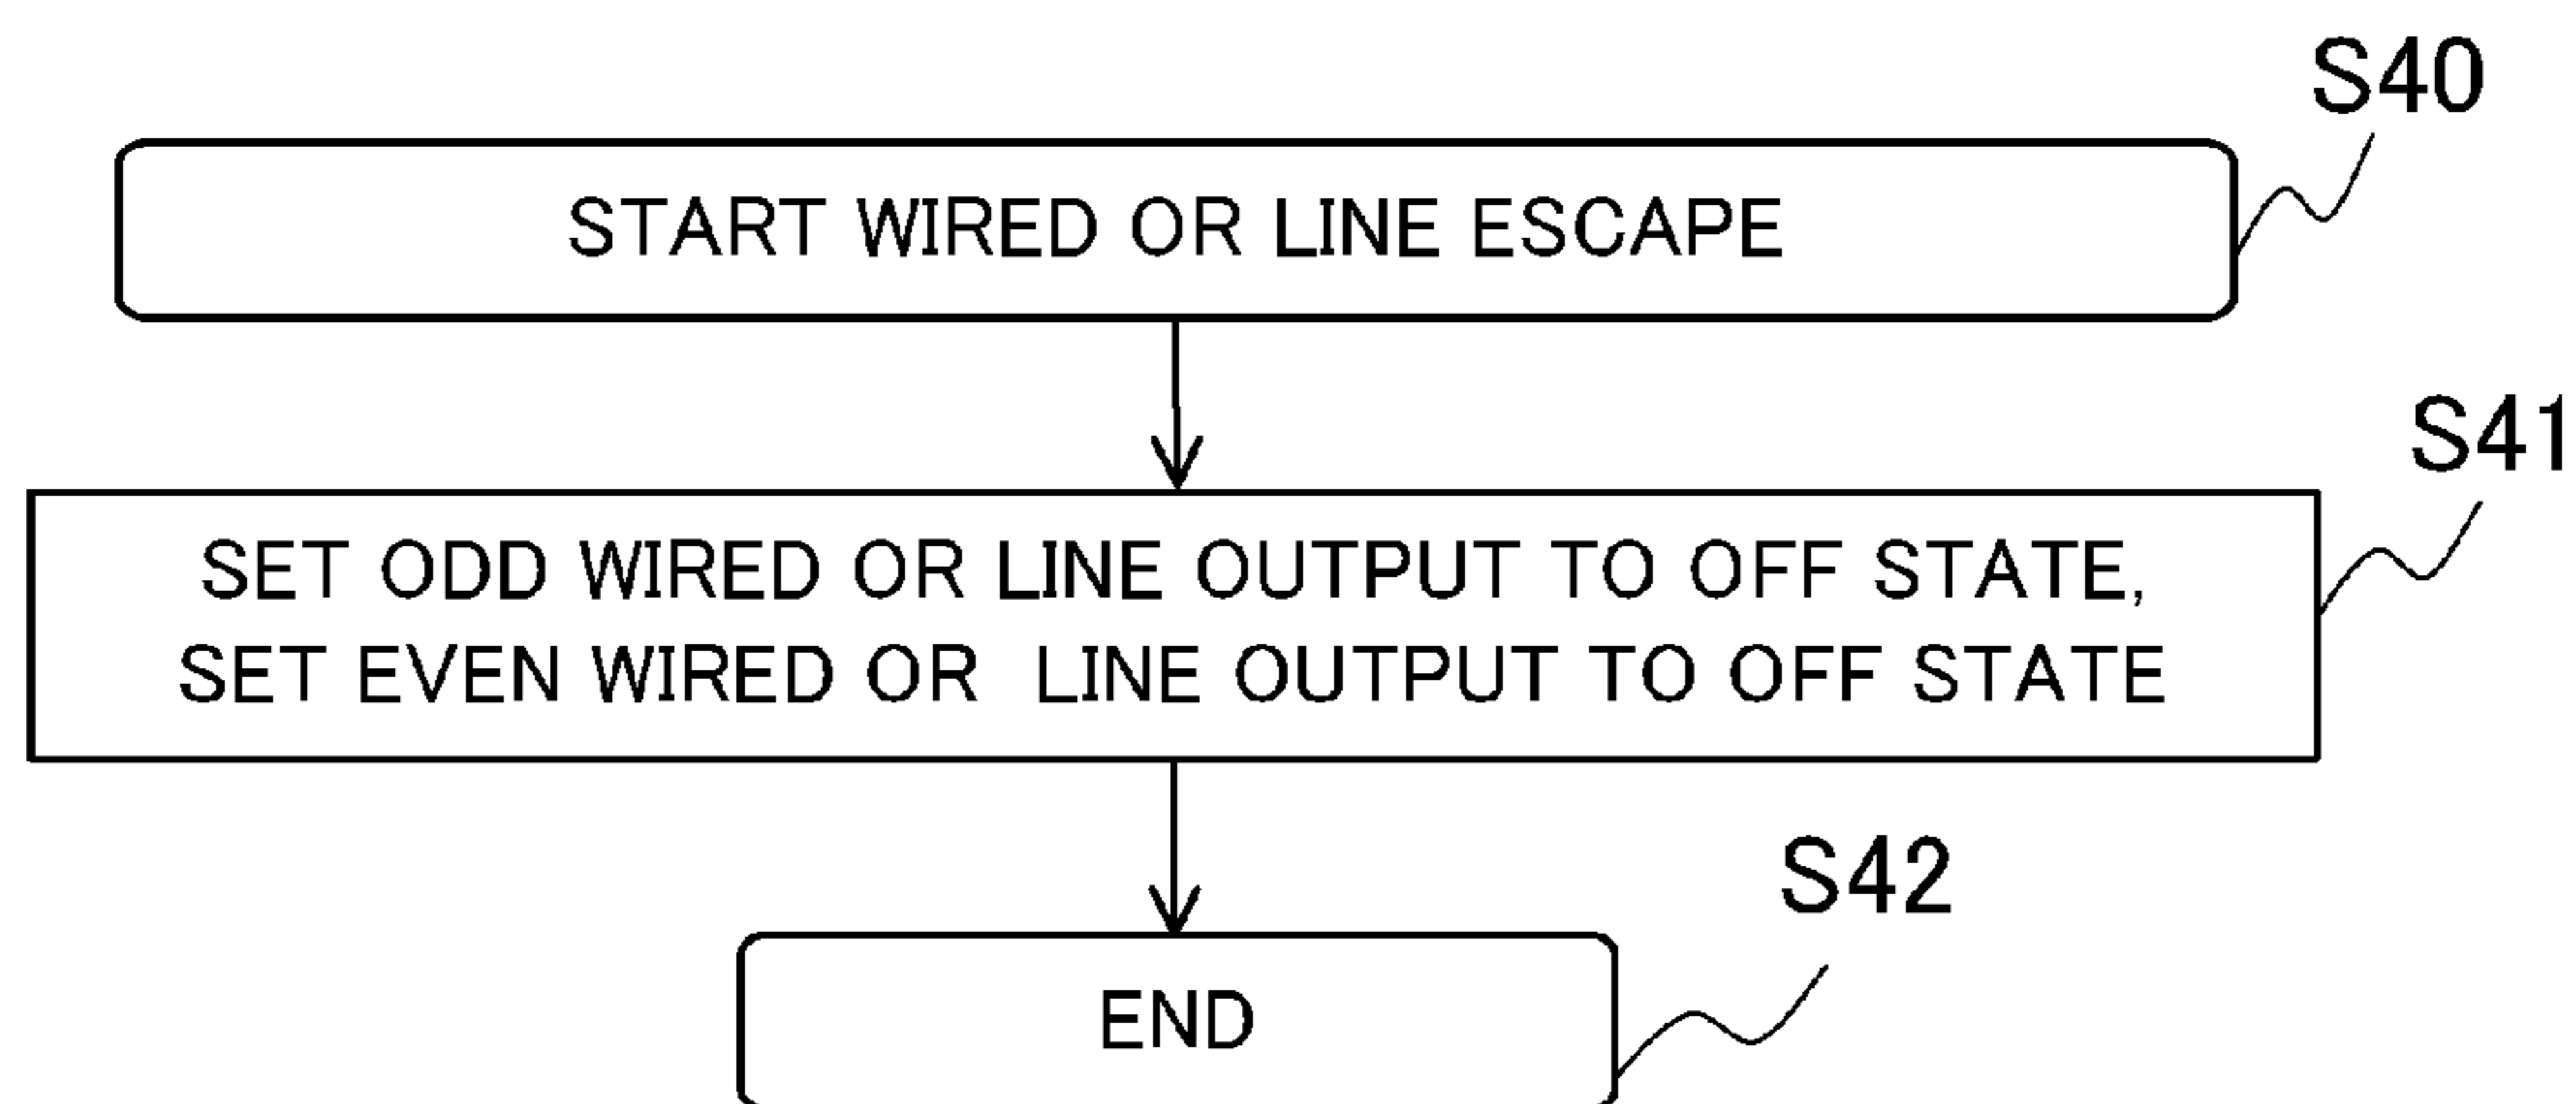 S40
START WIRED OR LINE ESCAPE
S41
SET ODD WIRED OR LINE OUTPUT TO OFF STATE,
SET EVEN WIRED OR LINE OUTPUT TO OFF STATE
S42
END